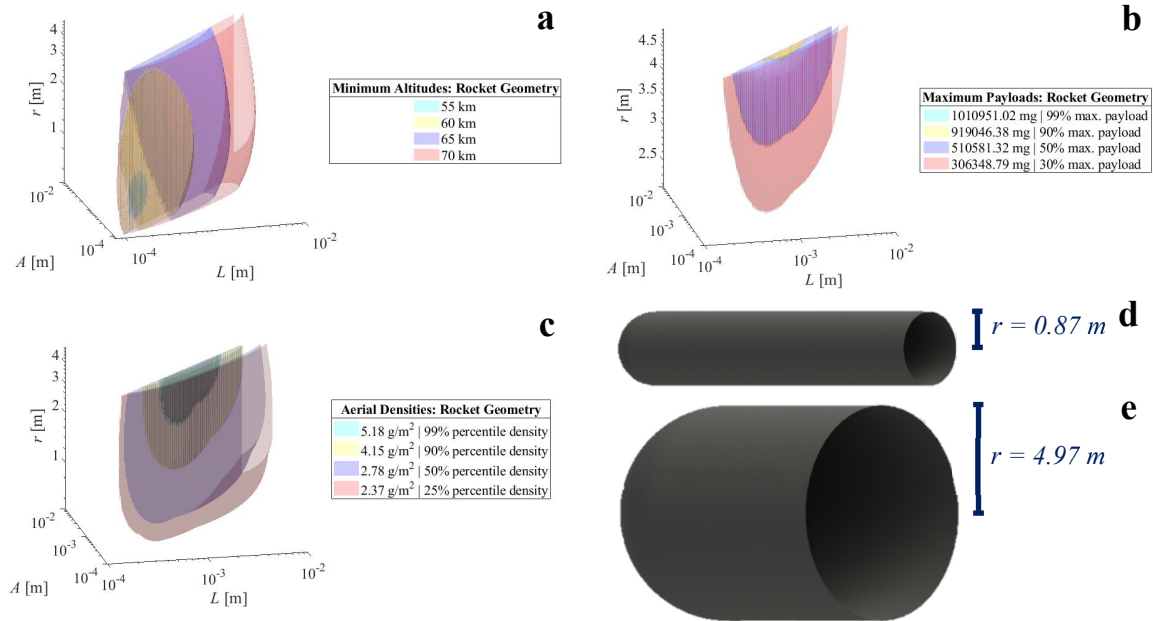 a
4
3
2
1
r [m]
10-2
10-4
A [m]
10-4
L [m]
10-2
Minimum Altitudes: Rocket Geometry
55 km
60 km
65 km
70 km
b
4.5
4
3.5
3
2.5
r [m]
10-2
10-3
10-4
A [m]
10-4
10-3
10-2
L [m]
Maximum Payloads: Rocket Geometry
1010951.02 mg | 99% max. payload
919046.38 mg | 90% max. payload
510581.32 mg | 50% max. payload
306348.79 mg | 30% max. payload
c
4
3
2
1
r [m]
10-2
10-3
10-4
A [m]
10-4
10-3
10-2
L [m]
Aerial Densities: Rocket Geometry
5.18 g/m2 | 99% percentile density
4.15 g/m2 | 90% percentile density
2.78 g/m2 | 50% percentile density
2.37 g/m2 | 25% percentile density
d
r = 0.87 m
e
r = 4.97 m